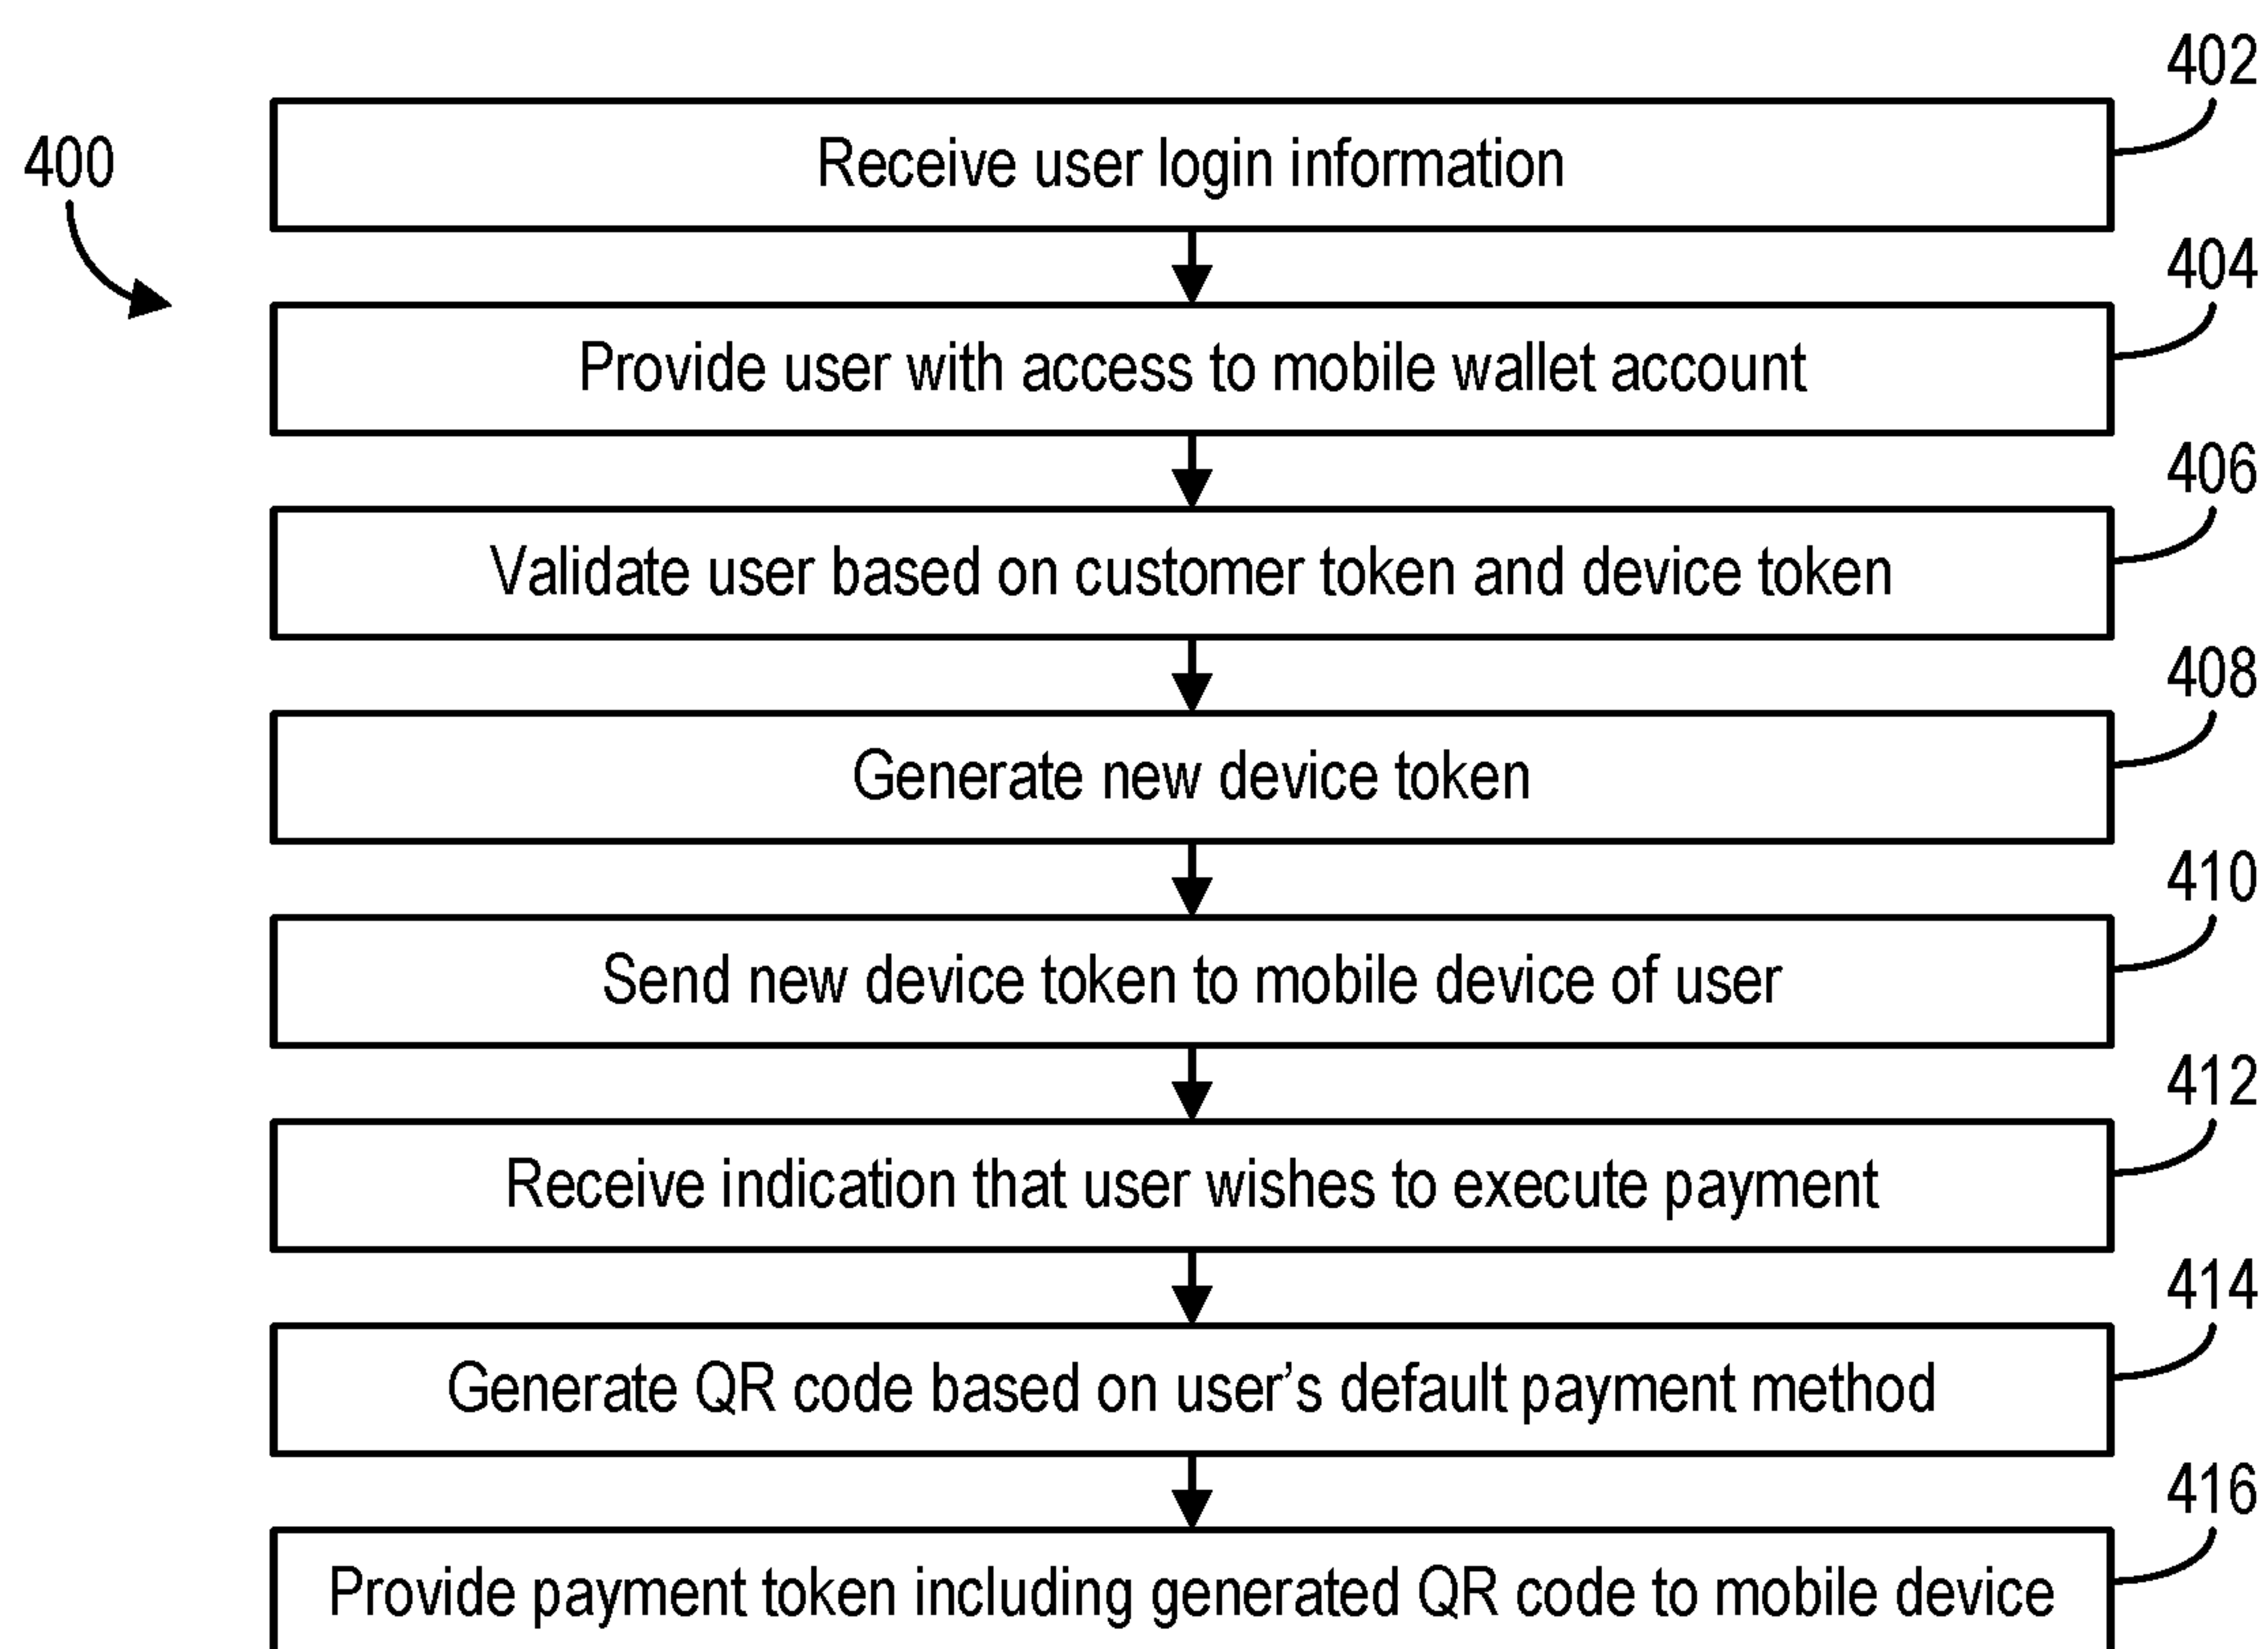 402
400
Receive user login information
404
Provide user with access to mobile wallet account
406
Validate user based on customer token and device token
408
Generate new device token
410
Send new device token to mobile device of user
412
Receive indication that user wishes to execute payment
414
Generate QR code based on user’s default payment method
416
Provide payment token including generated QR code to mobile device